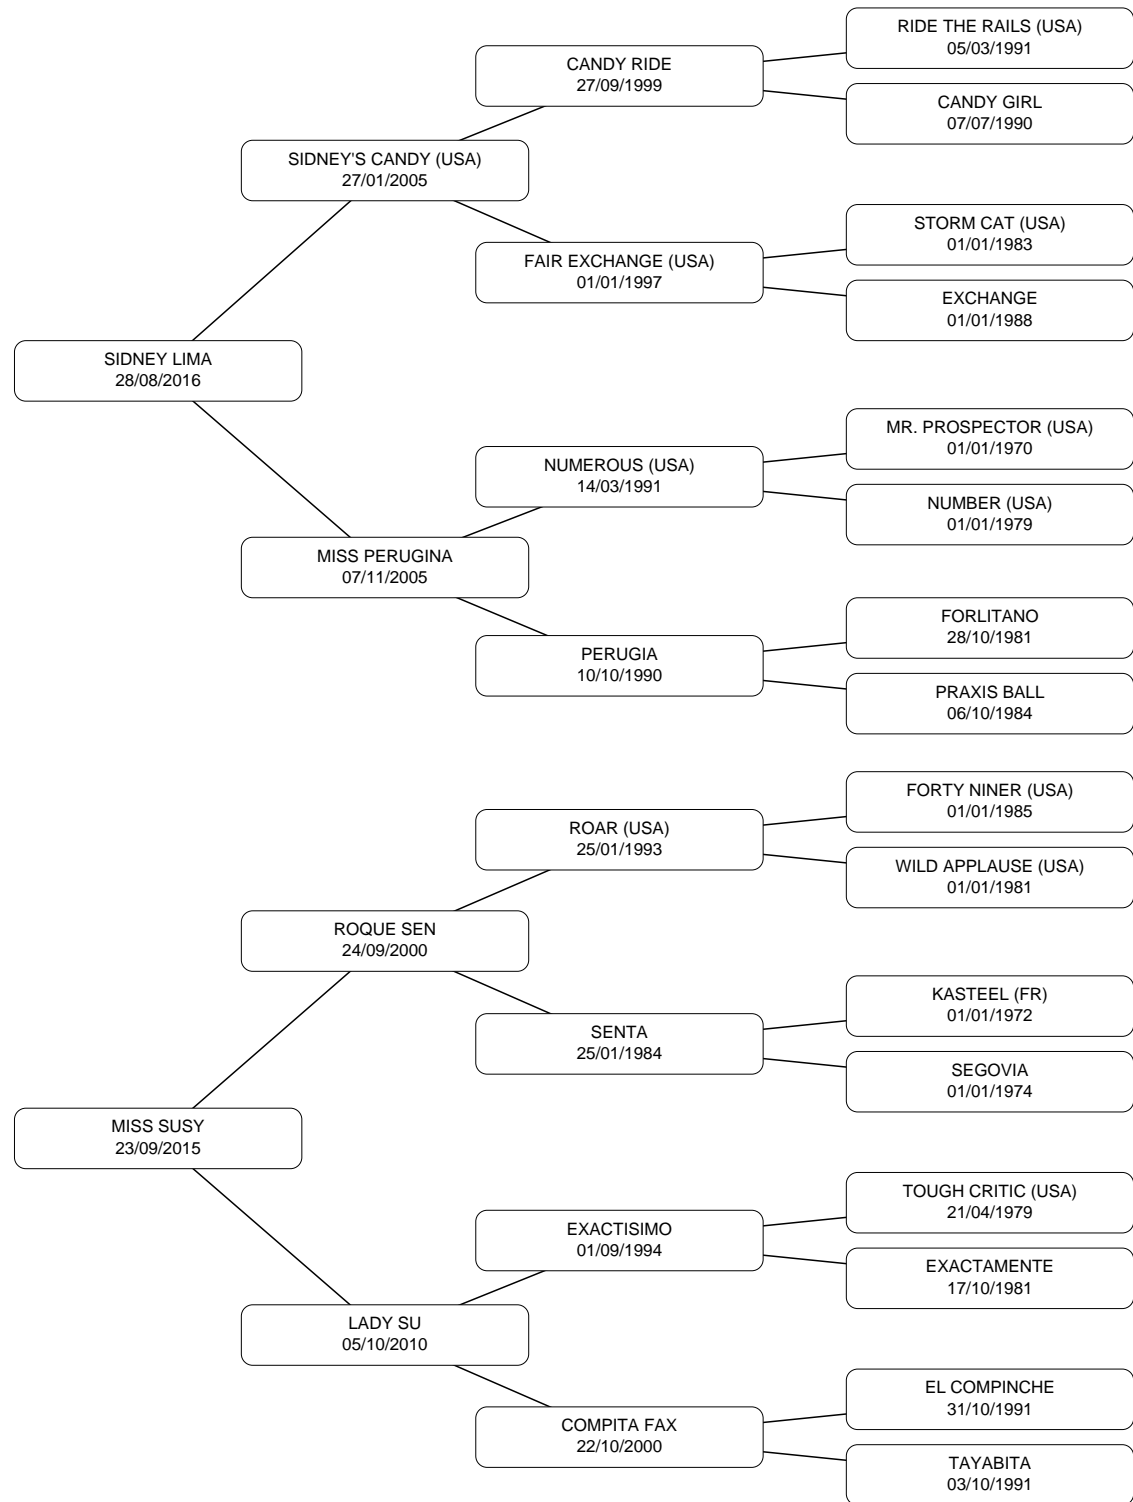 RIDE THE RAILS (USA)
05/03/1991
CANDY RIDE
27/09/1999
CANDY GIRL
07/07/1990
SIDNEY'S CANDY (USA)
27/01/2005
STORM CAT (USA)
01/01/1983
FAIR EXCHANGE (USA)
01/01/1997
EXCHANGE
01/01/1988
SIDNEY LIMA
28/08/2016
MR. PROSPECTOR (USA)
01/01/1970
NUMEROUS (USA)
14/03/1991
NUMBER (USA)
01/01/1979
MISS PERUGINA
07/11/2005
FORLITANO
28/10/1981
PERUGIA
10/10/1990
PRAXIS BALL
06/10/1984
FORTY NINER (USA)
01/01/1985
ROAR (USA)
25/01/1993
WILD APPLAUSE (USA)
01/01/1981
ROQUE SEN
24/09/2000
KASTEEL (FR)
01/01/1972
SENTA
25/01/1984
SEGOVIA
01/01/1974
MISS SUSY
23/09/2015
TOUGH CRITIC (USA)
21/04/1979
EXACTISIMO
01/09/1994
EXACTAMENTE
17/10/1981
LADY SU
05/10/2010
EL COMPINCHE
31/10/1991
COMPITA FAX
22/10/2000
TAYABITA
03/10/1991